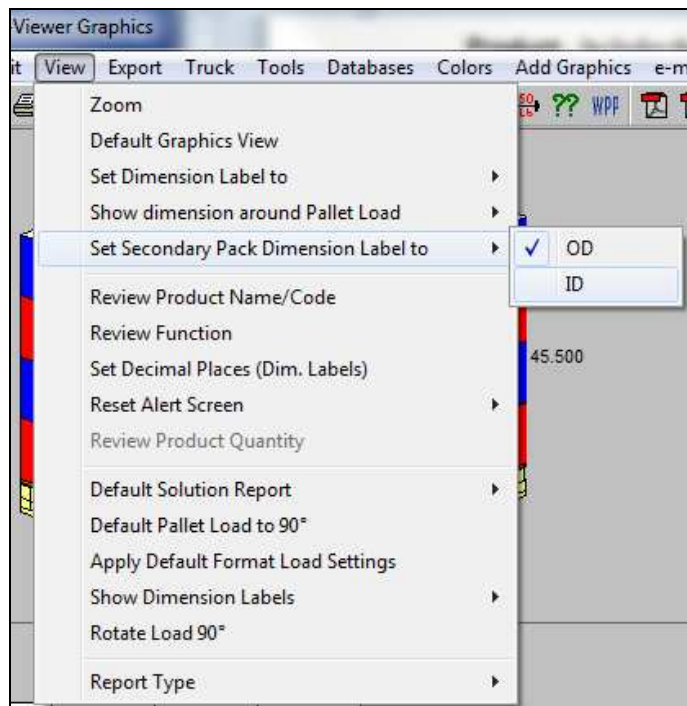 -Viewer Graphics
it View Export Truck Tools Databases Colors Add Graphics e-m
Zoom
?? WPP
Default Graphics View
Set Dimension Label to
Show dimension around Pallet Load
Set Secondary Pack Dimension Label to
OD
ID
Review Product Name/Code
Review Function
45.500
Set Decimal Places (Dim. Labels)
Reset Alert Screen
Review Product Quantity
Default Solution Report
Default Pallet Load to 90°
Apply Default Format Load Settings
Show Dimension Labels
Rotate Load 90°
Report Type